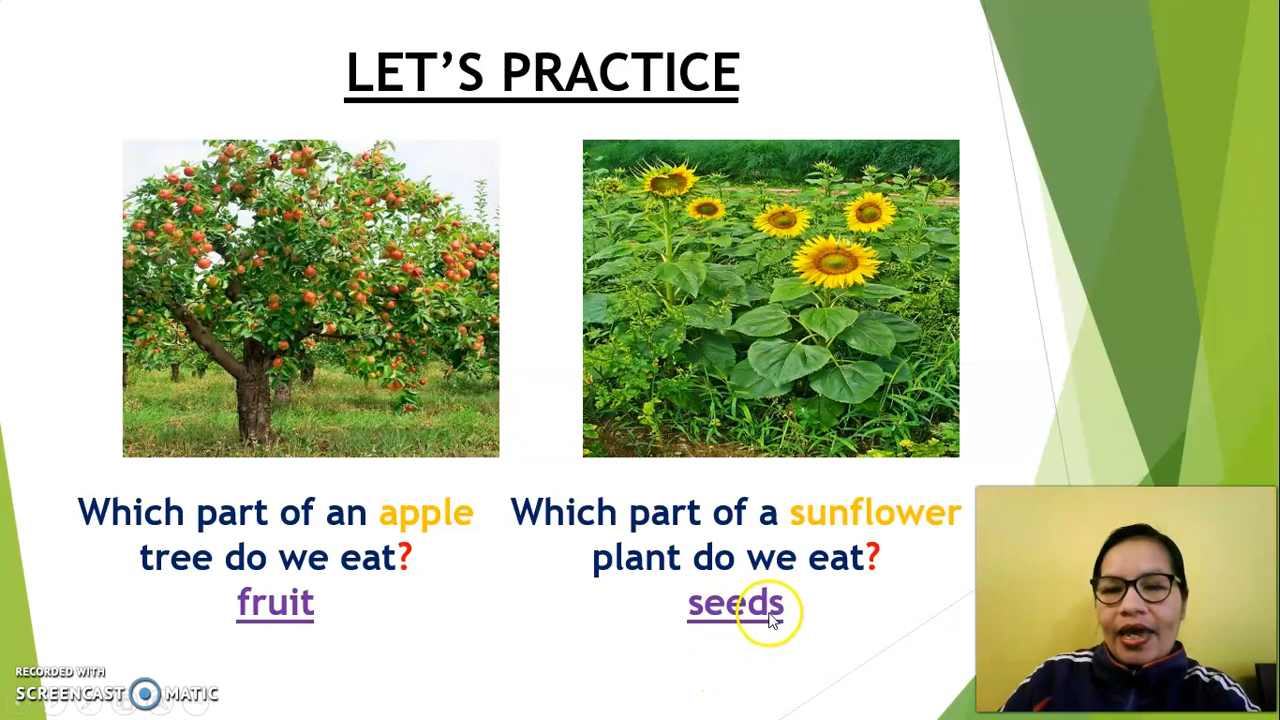 LET'S PRACTICE
Which part of an apple
tree do we eat?
fruit
Which part of a sunflower
plant do we eat?
seeds
RECORDED WITH
SCREENCAST MATIC